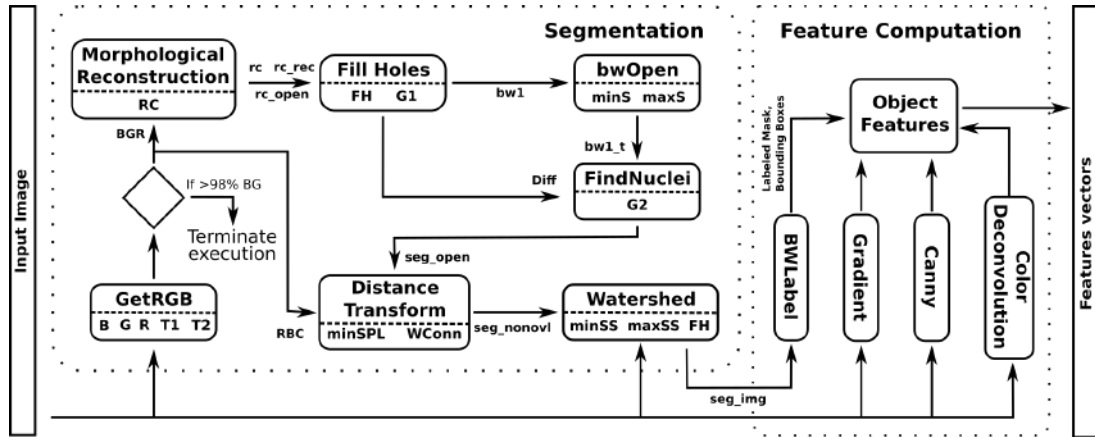 Input Image
Segmentation
Morphological
Reconstruction
RC
rc rc_rec
rc_open
Fill Holes
FH G1
bw1
bwOpen
minS maxS
BGR
bw1_t
If >98% BG
Terminate
execution
Diff
FindNuclei
G2
seg_open
GetRGB
B G R T1 T2
RBC
Distance
Transform
minSPL WConn
seg_nonovl
Watershed
minSS maxSS FH
seg_img
Feature Computation
Object
Features
Labeled Mask,
Bounding Boxes
BWLabel
Gradient
Canny
Color
Deconvolution
Features vectors